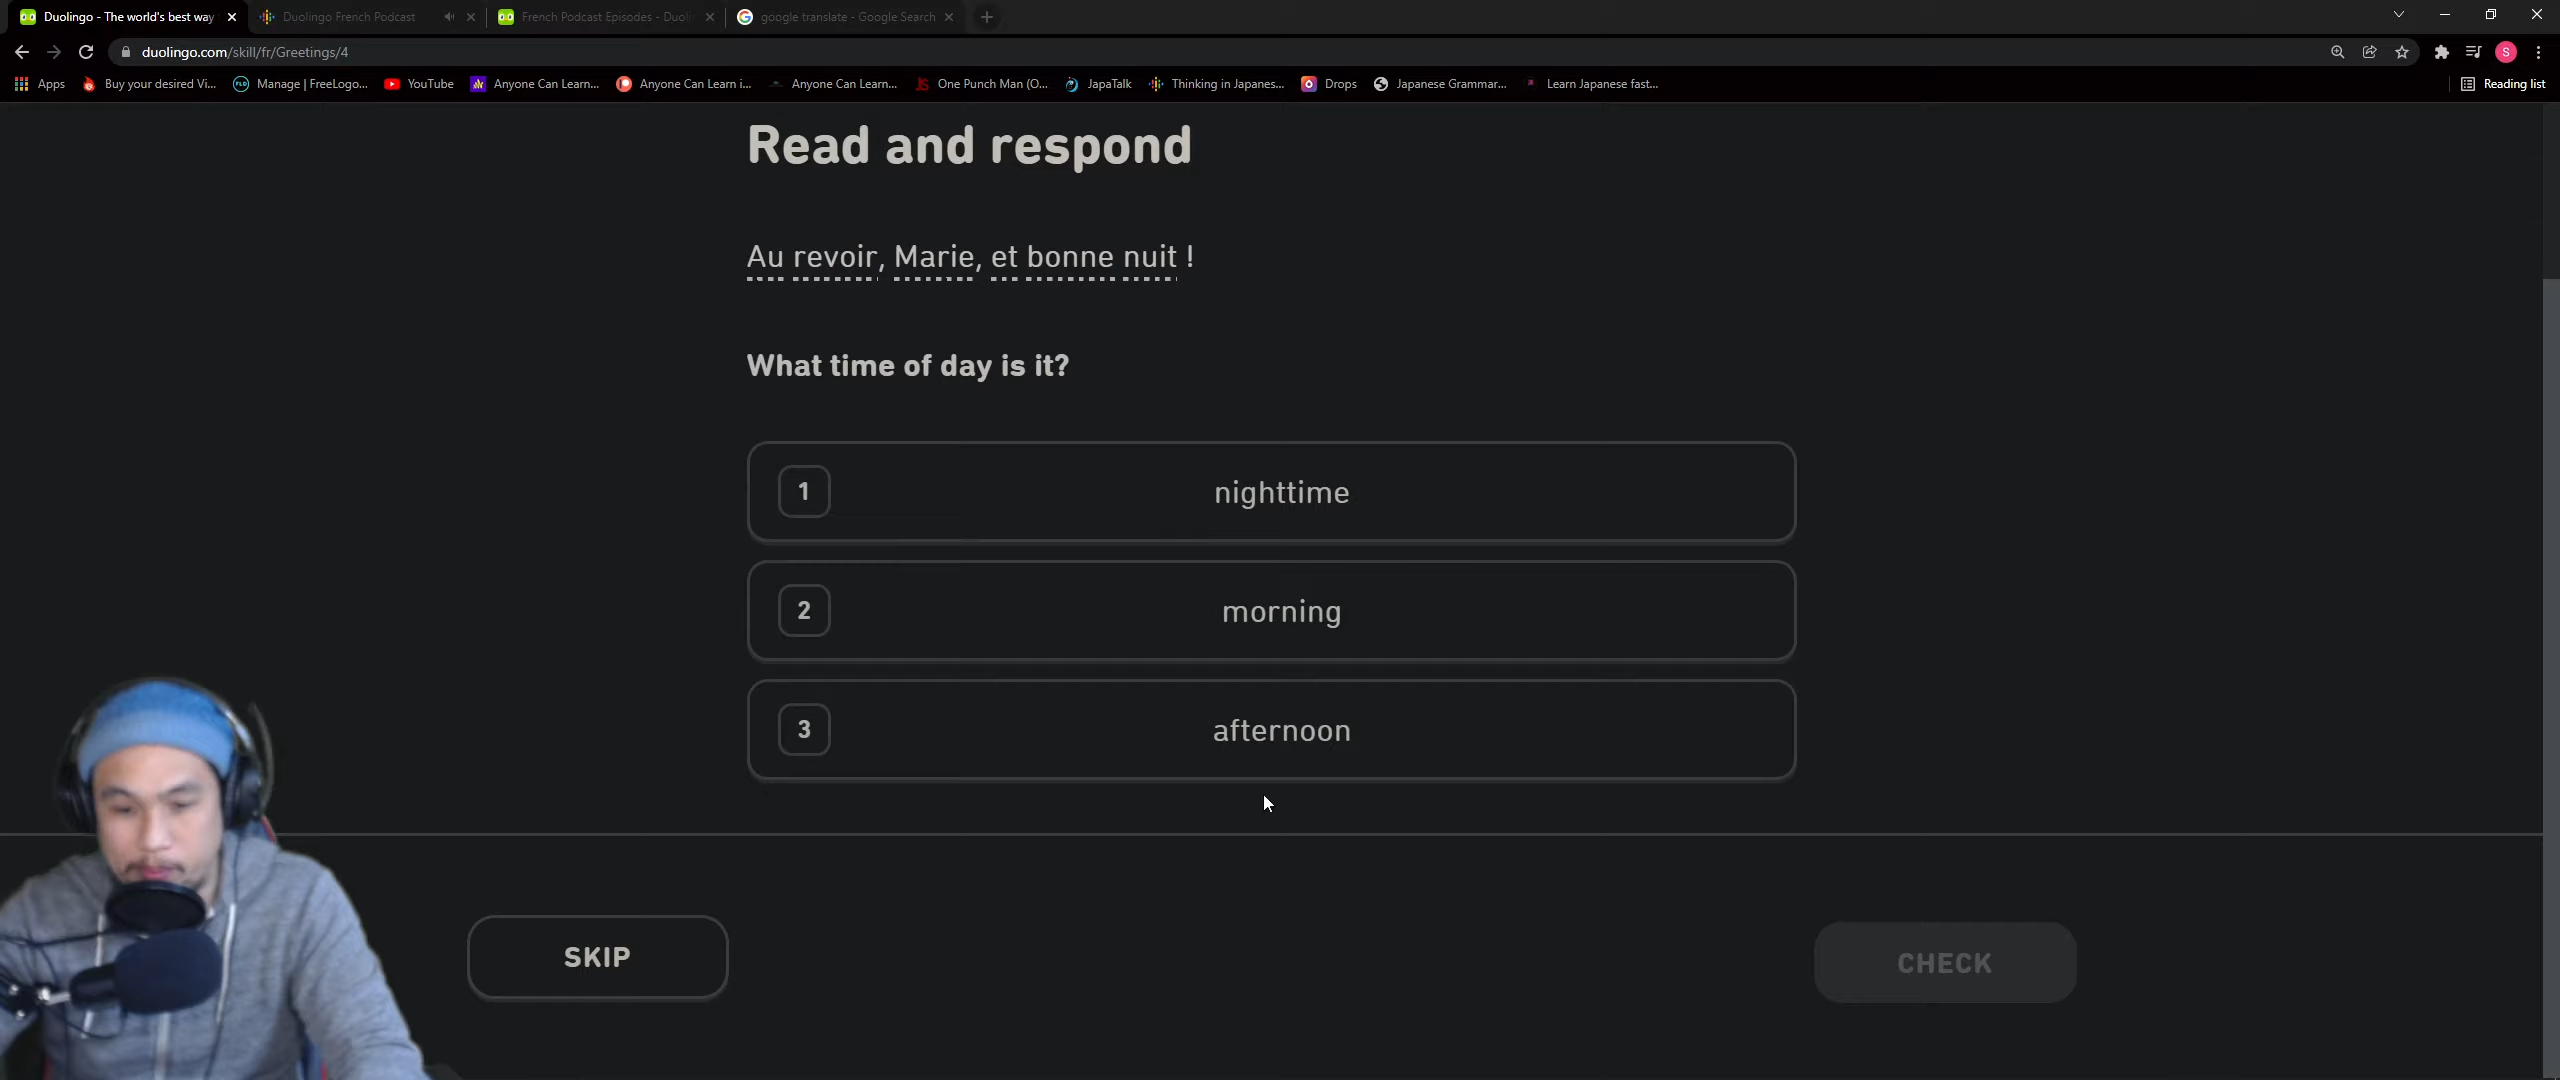 Duolingo - The world's best way
Duolingo French Podcast
French Podcast Episodes - Duoli
google translate - Google Search
duolingo.com/skill/fr/Greetings/4
S
Apps
Buy your desired Vi...
FLD
Manage | FreeLogo...
YouTube
Anyone Can Learn...
Anyone Can Learn i...
Anyone Can Learn...
One Punch Man (O...
JapaTalk
Thinking in Japanes...
Drops
Japanese Grammar...
Learn Japanese fast...
Reading list
Read and respond
Au revoir, Marie, et bonne nuit !
What time of day is it?
1 nighttime
2 morning
3 afternoon
SKIP
CHECK